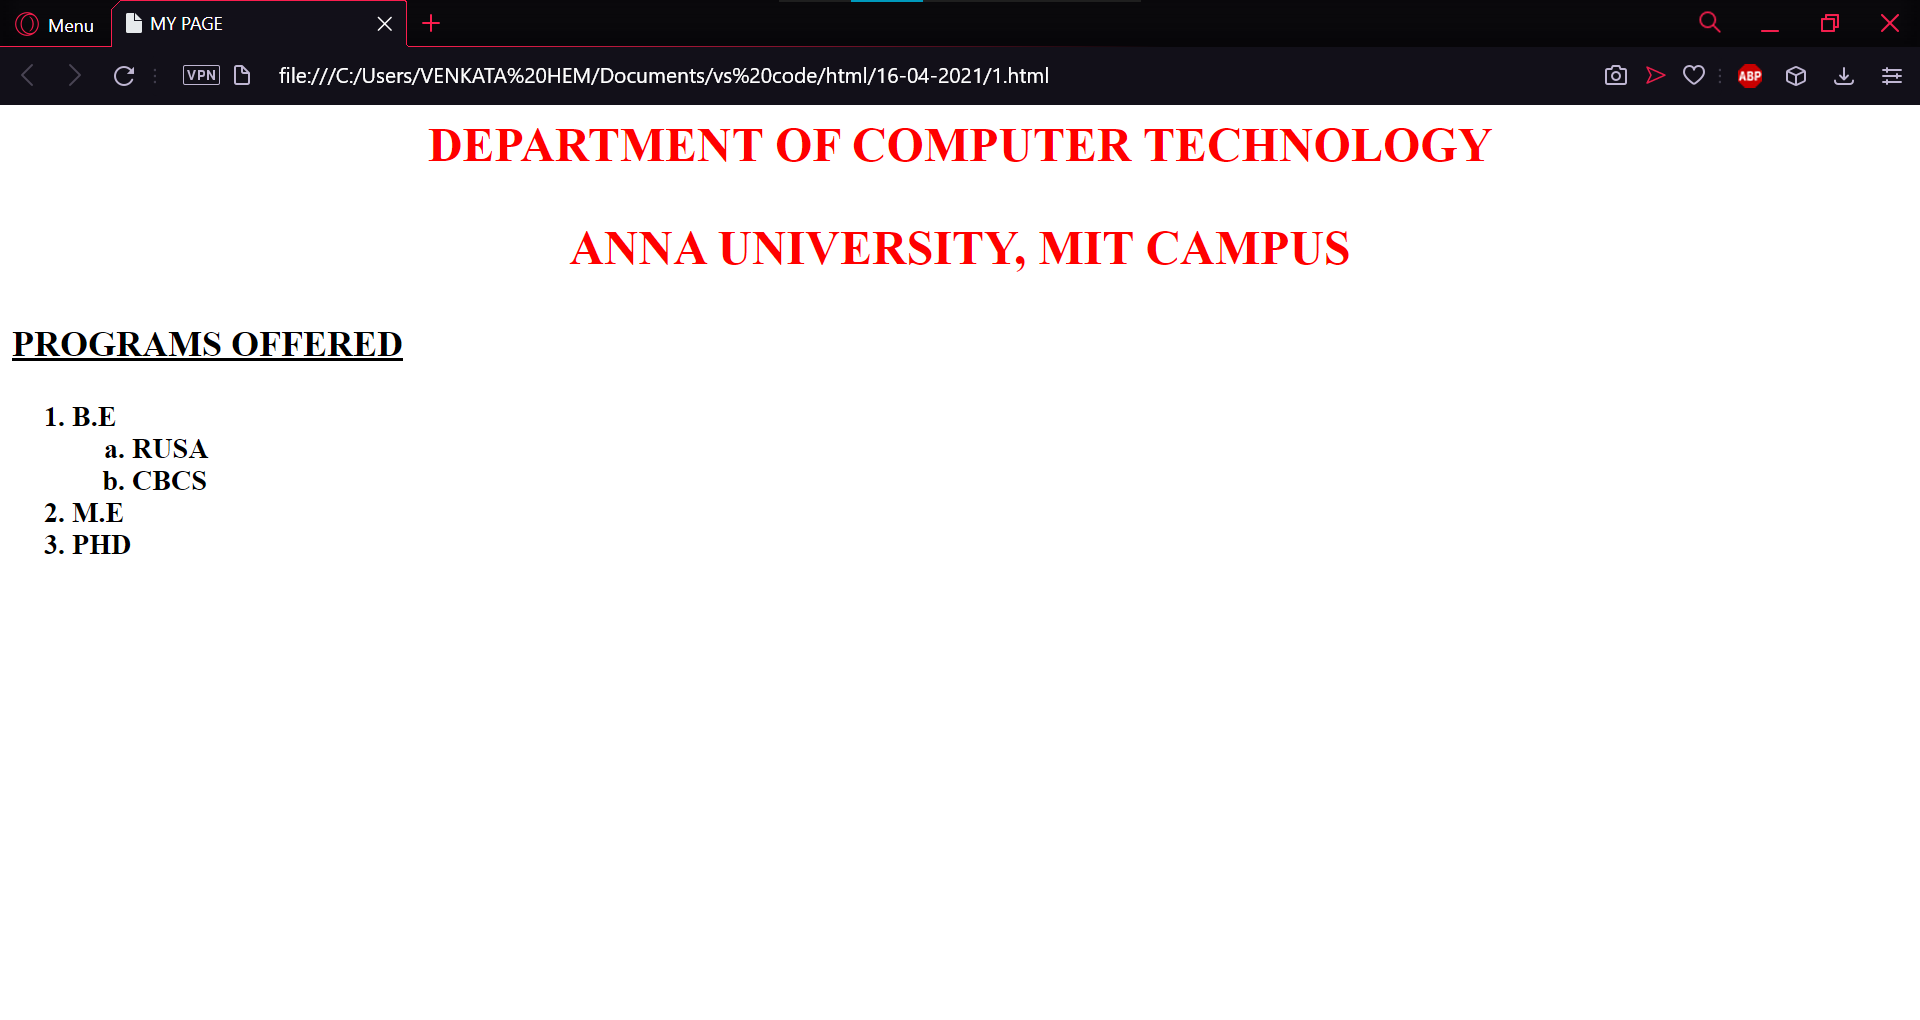 Menu
MY PAGE
VPN
file:///C:/Users/VENKATA%20HEM/Documents/vs%20code/html/16-04-2021/1.html
ABP
DEPARTMENT OF COMPUTER TECHNOLOGY
ANNA UNIVERSITY, MIT CAMPUS
PROGRAMS OFFERED
1. B.E
a. RUSA
b. CBCS
2. M.E
3. PHD